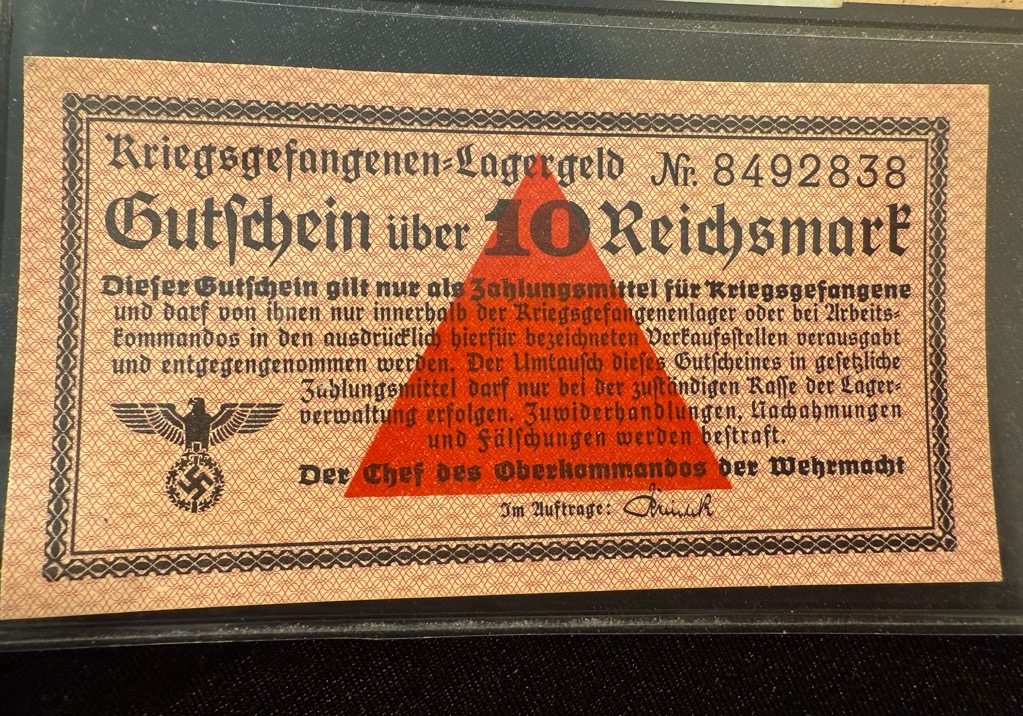 Kriegsgefangenen-Lagergeld Nr. 8492838
Gutschein über 10 Reichsmark
Dieser Gutschein gilt nur als Zahlungsmittel für Kriegsgefangene
und darf von ihnen nur innerhalb der Kriegsgefangenenlager oder bei Arbeits-
kommandos in den ausdrücklich hierfür bezeichneten Verkaufsstellen verausgabt
und entgegengenommen werden. Der Umtausch dieses Gutscheines in gesetzliche
Zahlungsmittel darf nur bei der zuständigen Kasse der Lager-
verwaltung erfolgen. Zuwiderhandlungen, Nachahmungen
und Fälschungen werden bestraft.
Der Chef des Oberkommandos der Wehrmacht
Im Auftrage: